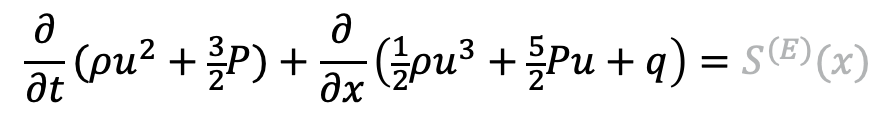 ∂/∂t (ρu² + 3/2 P) + ∂/∂x (1/2 ρu³ + 5/2 Pu + q) = S⁽ᴱ⁾(x)